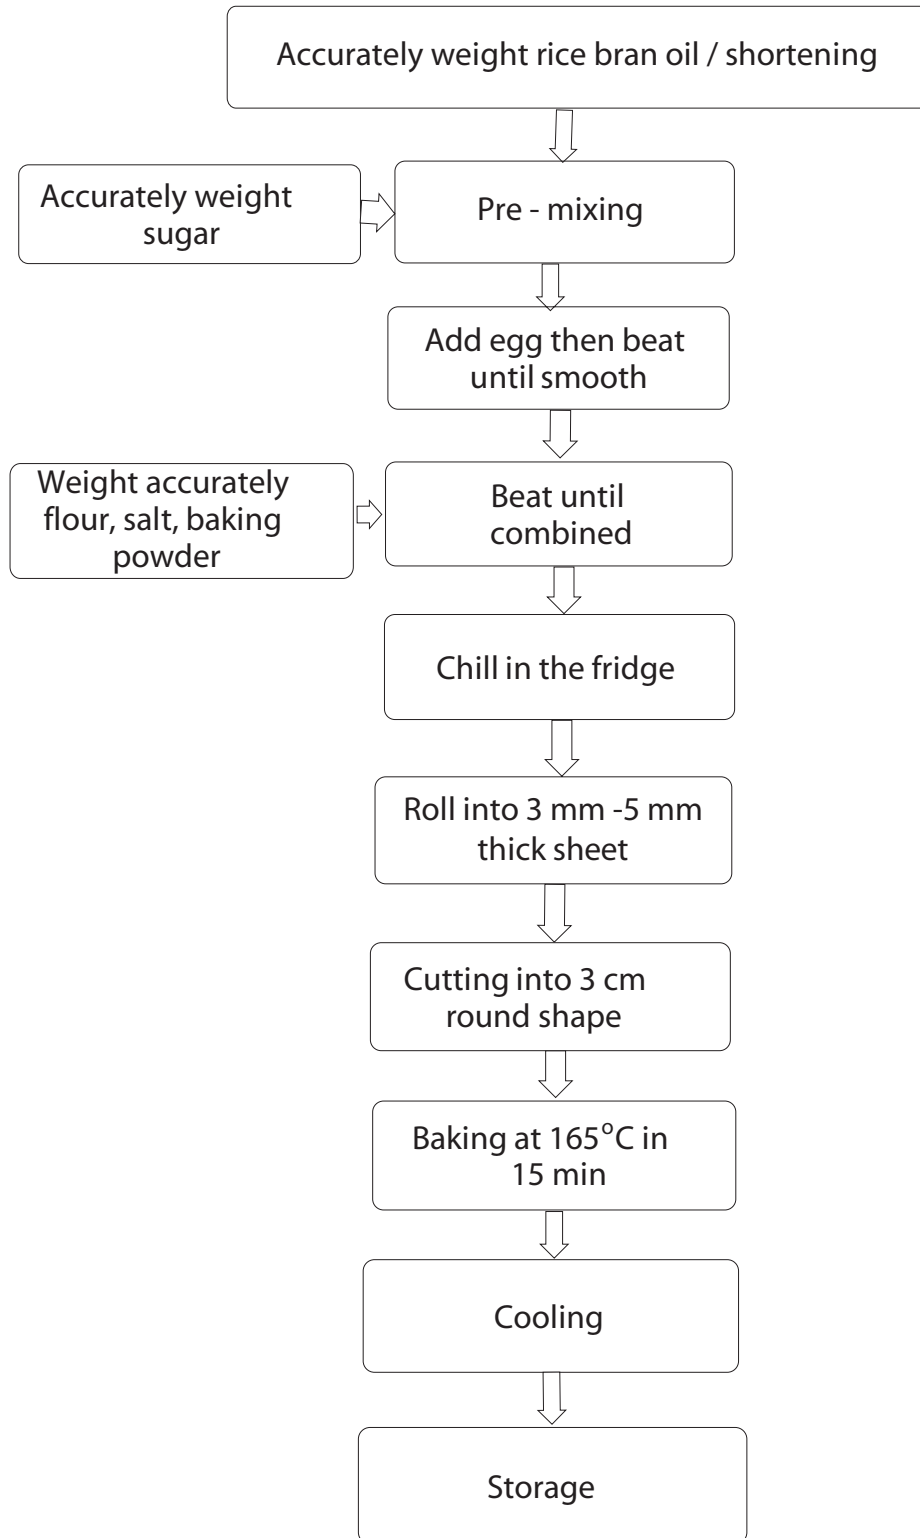 Accurately weight rice bran oil / shortening
Accurately weight
sugar
Pre - mixing
Add egg then beat
until smooth
Weight accurately
flour, salt, baking
powder
Beat until
combined
Chill in the fridge
Roll into 3 mm -5 mm
thick sheet
Cutting into 3 cm
round shape
Baking at 165°C in
15 min
Cooling
Storage